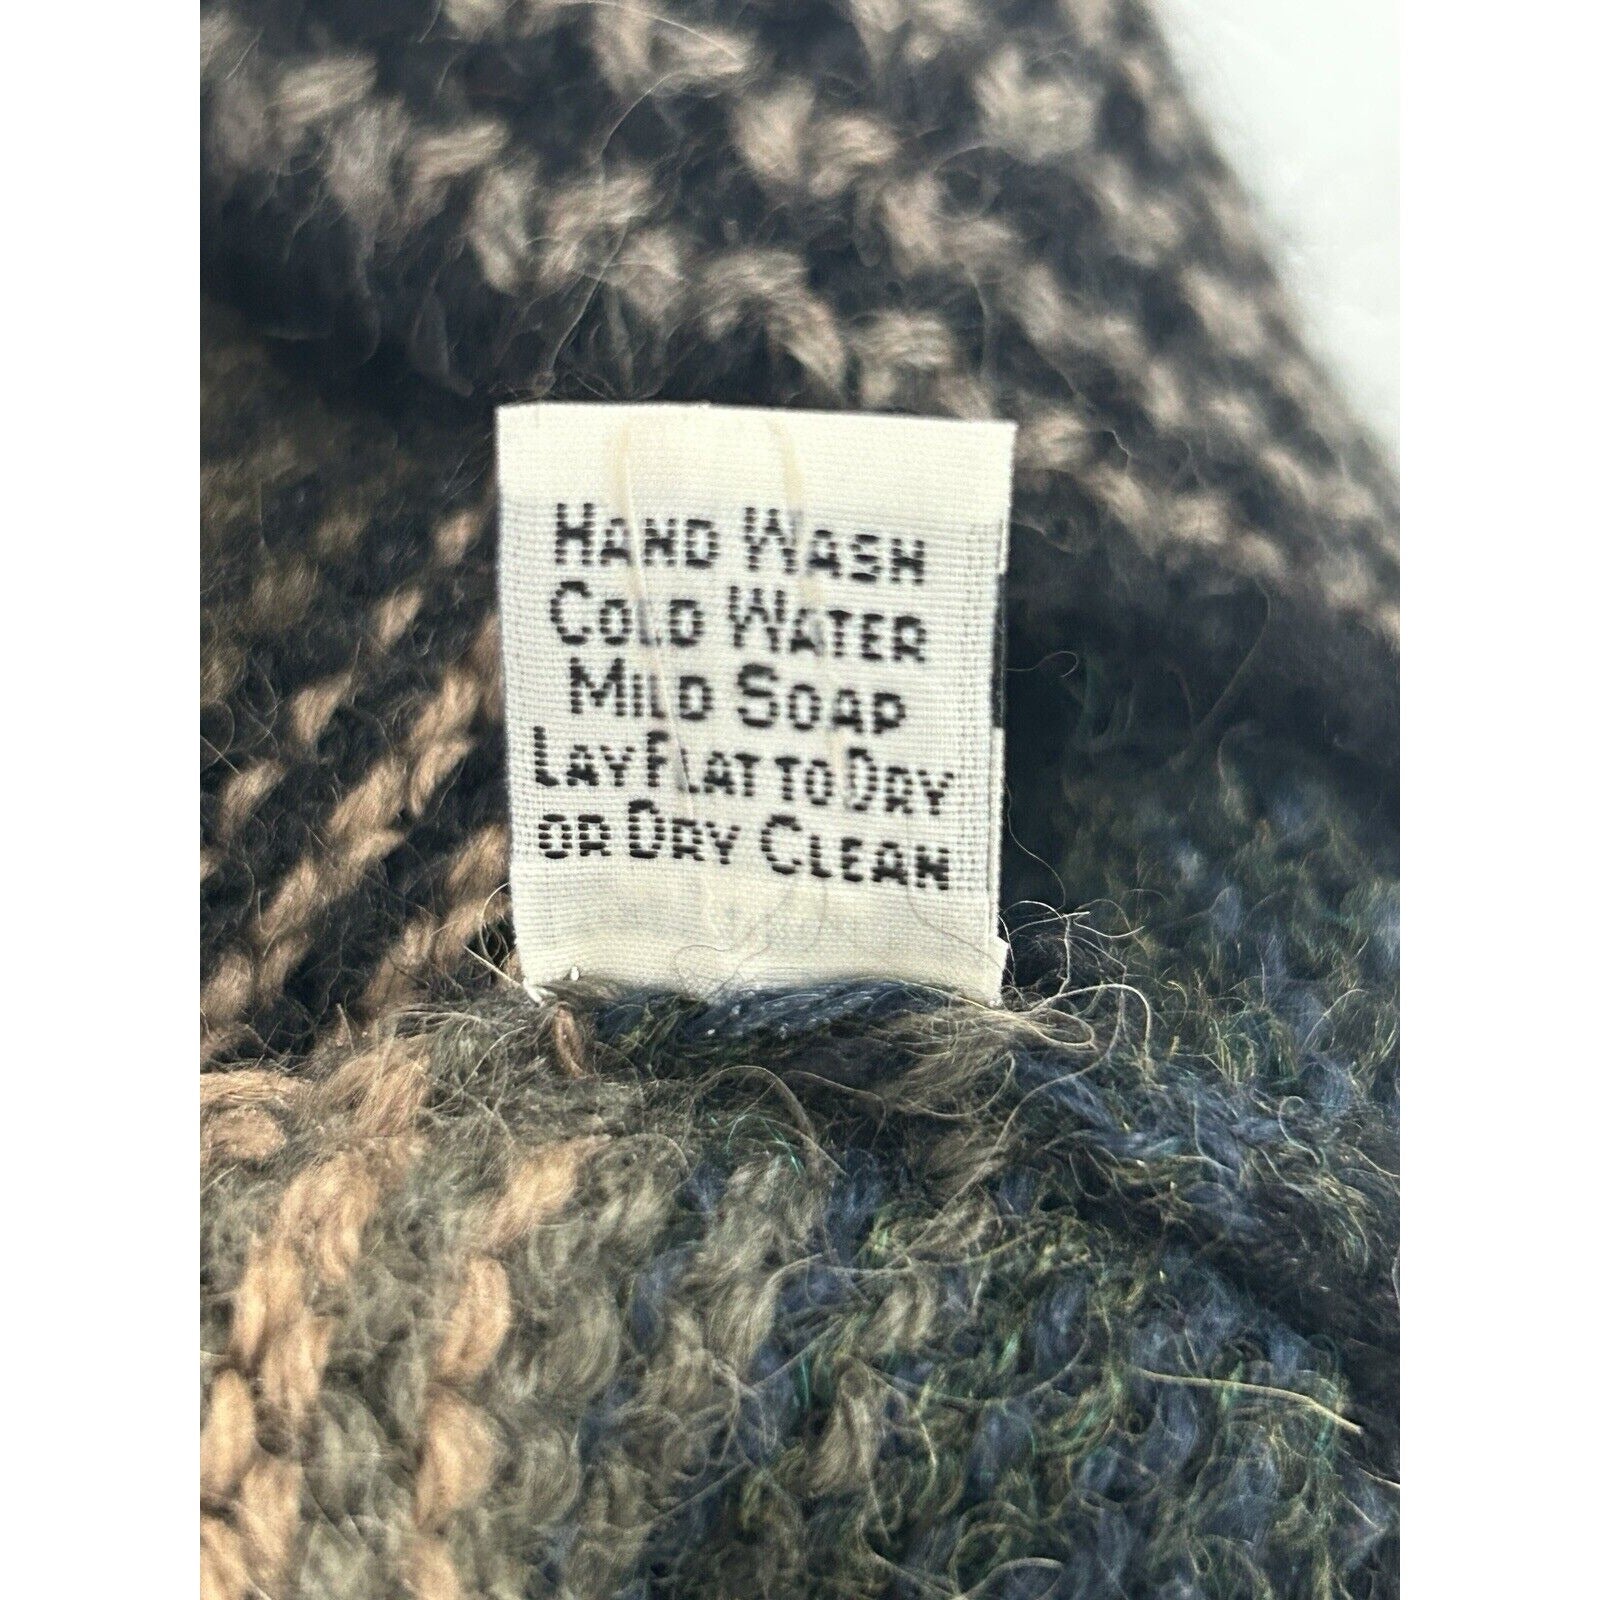 HAND WASH
COLD WATER
MILD SOAP
LAY FLAT TO DRY
OR DRY CLEAN